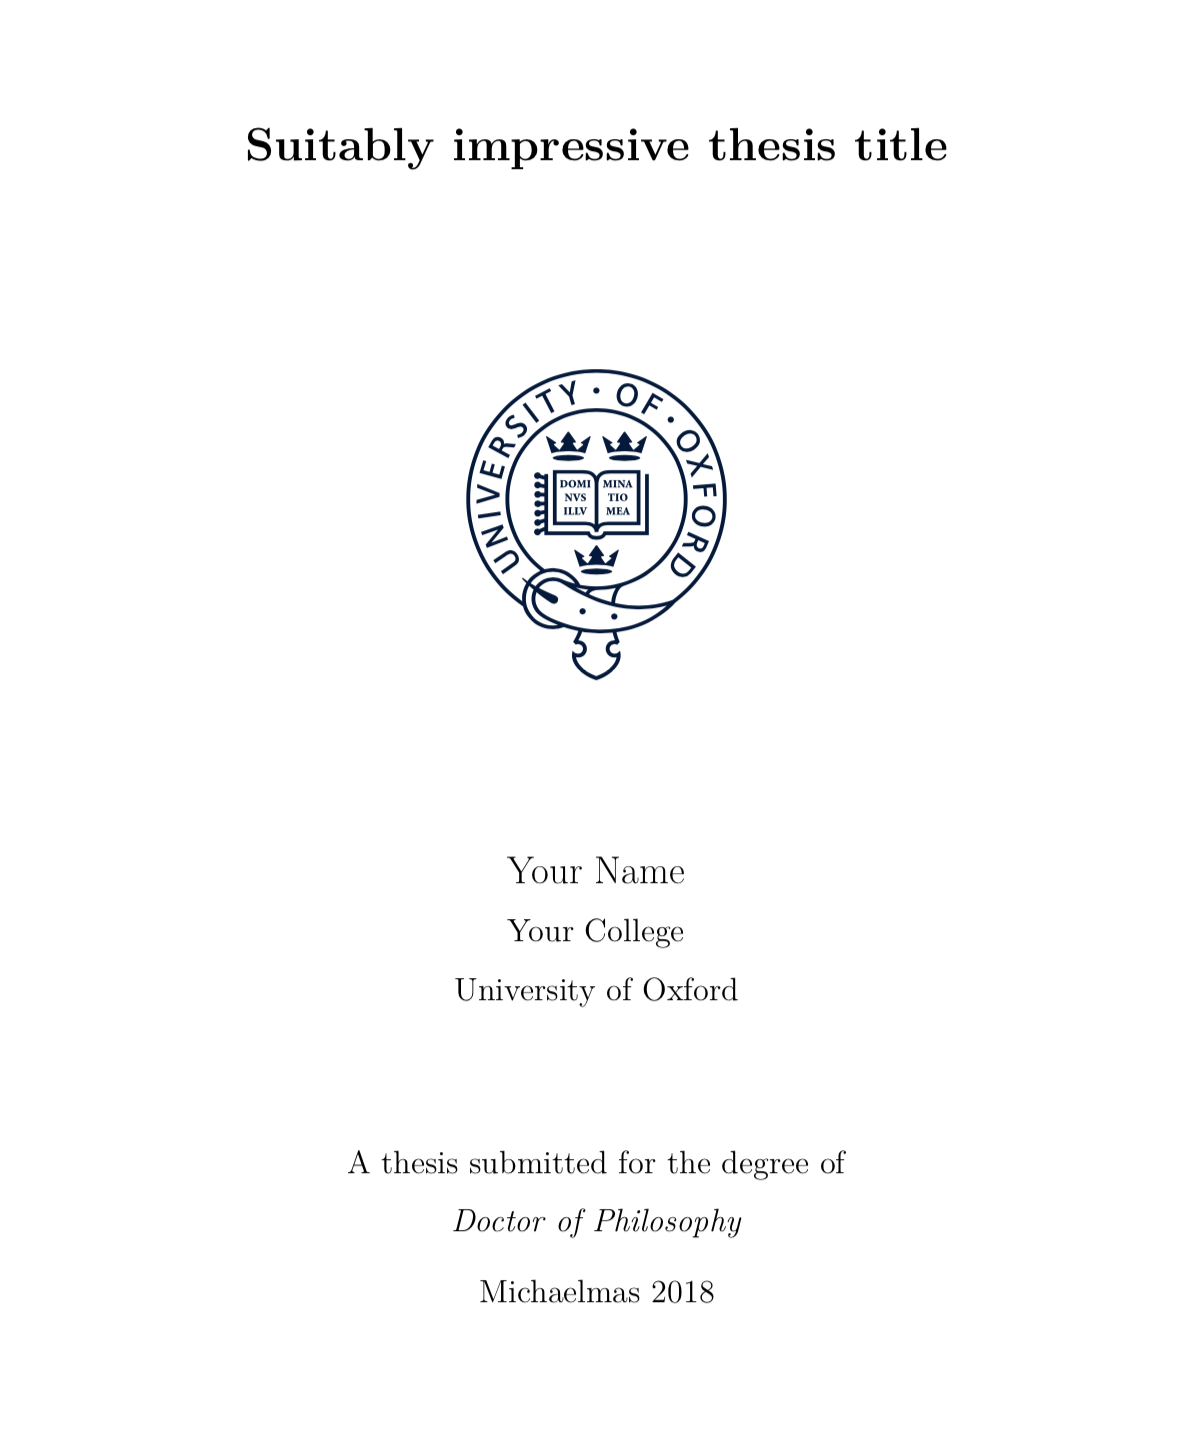 Suitably impressive thesis title
UNIVERSITY · OF · OXFORD
DOMI MINA
NVS TIO
ILLV MEA
Your Name
Your College
University of Oxford
A thesis submitted for the degree of
Doctor of Philosophy
Michaelmas 2018